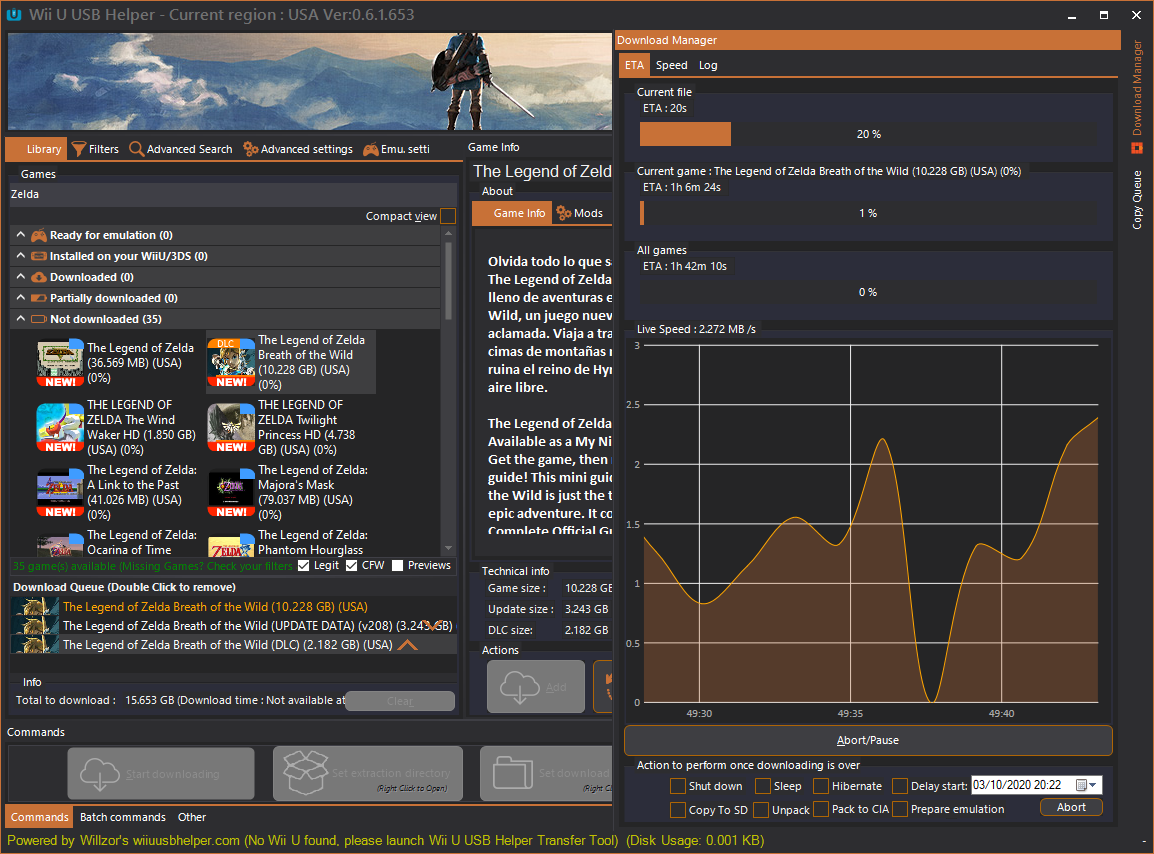 Wii U USB Helper - Current region : USA Ver:0.6.1.653
Library
Filters
Advanced Search
Advanced settings
Emu. setti
Games
Zelda
Compact view
Ready for emulation (0)
Installed on your WiiU/3DS (0)
Downloaded (0)
Partially downloaded (0)
Not downloaded (35)
NEW!
The Legend of Zelda
(36.569 MB) (USA)
(0%)
DLC
NEW!
The Legend of Zelda
Breath of the Wild
(10.228 GB) (USA)
(0%)
NEW!
THE LEGEND OF
ZELDA The Wind
Waker HD (1.850 GB)
(USA) (0%)
NEW!
THE LEGEND OF
ZELDA Twilight
Princess HD (4.738
GB) (USA) (0%)
NEW!
The Legend of Zelda:
A Link to the Past
(41.026 MB) (USA)
(0%)
NEW!
The Legend of Zelda:
Majora's Mask
(79.037 MB) (USA)
(0%)
The Legend of Zelda:
Ocarina of Time
ZELDA
The Legend of Zelda:
Phantom Hourglass
35 game(s) available (Missing Games? Check your filters
Legit
CFW
Previews
Download Queue (Double Click to remove)
The Legend of Zelda Breath of the Wild (10.228 GB) (USA)
The Legend of Zelda Breath of the Wild (UPDATE DATA) (v208) (3.243 GB)
The Legend of Zelda Breath of the Wild (DLC) (2.182 GB) (USA)
Info
Total to download : 15.653 GB (Download time : Not available at
Clear
Game Info
The Legend of Zeld
About
Game Info
Mods
Olvida todo lo que s
The Legend of Zelda
lleno de aventuras e
Wild, un juego nuev
aclamada. Viaja a tra
cimas de montañas
ruina el reino de Hyr
aire libre.
The Legend of Zelda
Available as a My Ni
Get the game, then
guide! This mini guid
the Wild is just the t
epic adventure. It co
Complete Official Gu
Technical info
Game size : 10.228 GB
Update size : 3.243 GB
DLC size: 2.182 GB
Actions
Add
Commands
Start downloading
Set extraction directory
(Right Click to Open)
Set download
(Right Cl
Commands
Batch commands
Other
Powered by Willzor's wiiuusbhelper.com (No Wii U found, please launch Wii U USB Helper Transfer Tool) (Disk Usage: 0.001 KB)
Download Manager
ETA
Speed
Log
Current file
ETA : 20s
20 %
Current game : The Legend of Zelda Breath of the Wild (10.228 GB) (USA) (0%)
ETA : 1h 6m 24s
1 %
All games
ETA : 1h 42m 10s
0 %
Live Speed : 2.272 MB /s
3
2.5
2
1.5
1
0.5
0
49:30
49:35
49:40
Abort/Pause
Action to perform once downloading is over
Shut down
Sleep
Hibernate
Delay start:
03/10/2020 20:22
Copy To SD
Unpack
Pack to CIA
Prepare emulation
Abort
Download Manager
Copy Queue